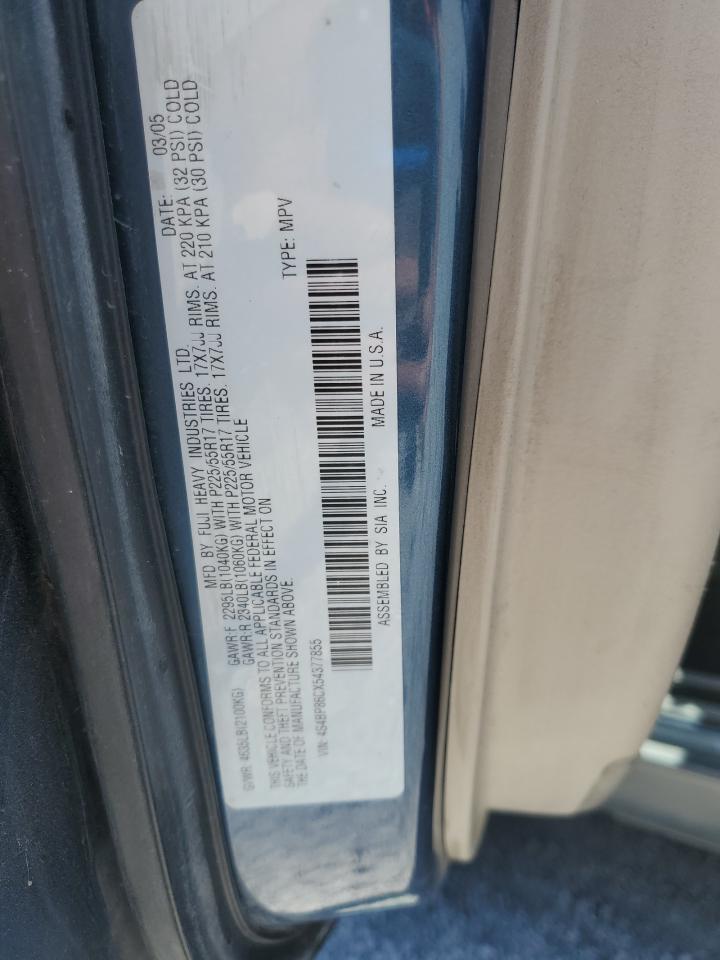 MFD BY FUJI HEAVY INDUSTRIES LTD. DATE: 03/05
GVWR 4635LB(2100KG) GAWR:F 2295LB(1040KG) WITH P225/55R17 TIRES. 17X7JJ RIMS. AT 220 KPA (32 PSI) COLD
GAWR:R 2340LB(1060KG) WITH P225/55R17 TIRES. 17X7JJ RIMS. AT 210 KPA (30 PSI) COLD
THIS VEHICLE CONFORMS TO ALL APPLICABLE FEDERAL MOTOR VEHICLE
SAFETY AND THEFT PREVENTION STANDARDS IN EFFECT ON
THE DATE OF MANUFACTURE SHOWN ABOVE.
TYPE: MPV
VIN: 4S4BP86CX54377855
ASSEMBLED BY SIA INC. MADE IN U.S.A.